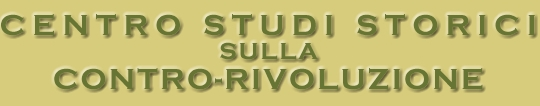 CENTRO STUDI STORICI
SULLA
CONTRO-RIVOLUZIONE